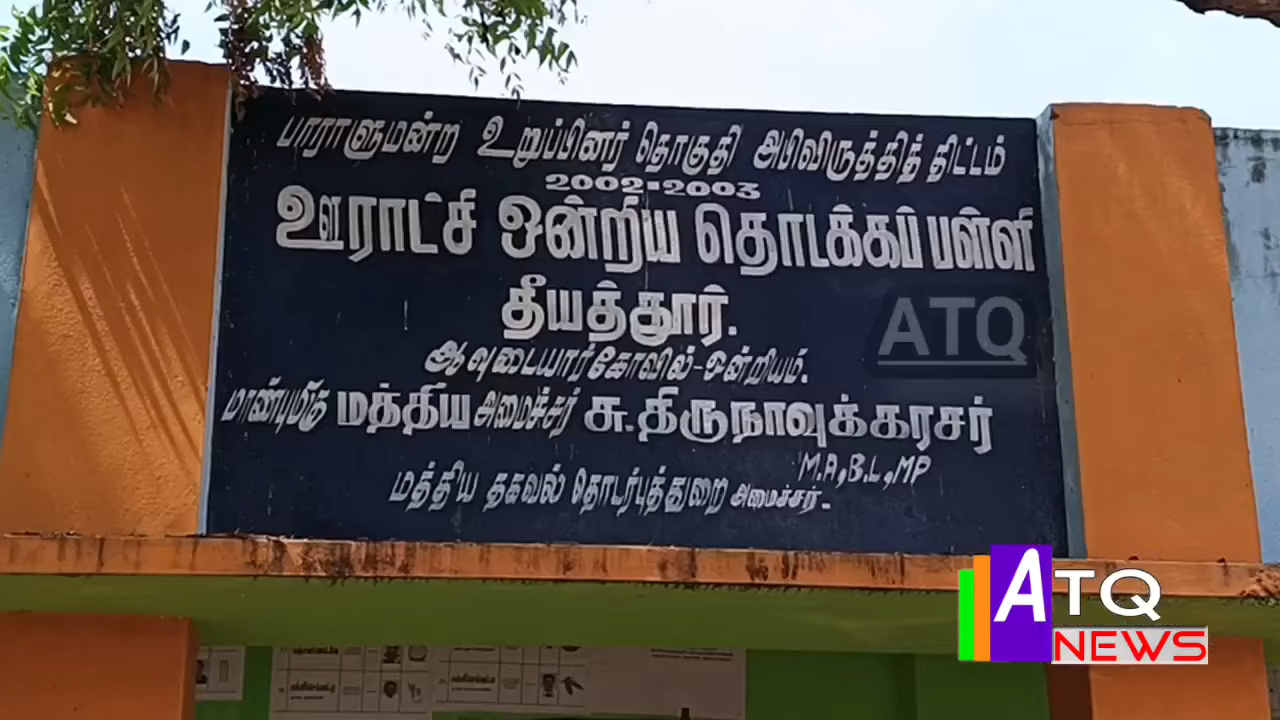 பாராளுமன்ற உறுப்பினர் தொகுதி அபிவிருத்தித் திட்டம்
2002-2003
ஊராட்சி ஒன்றிய தொடக்கப் பள்ளி
தீயத்தூர்.
ஆவுடையார்கோவில்-ஒன்றியம்.
மாண்புமிகு மத்திய அமைச்சர் சு.திருநாவுக்கரசர்
M.A,B.L.,MP
மத்திய தகவல் தொடர்புத்துறை அமைச்சர்.
ATQ
ATQ
NEWS